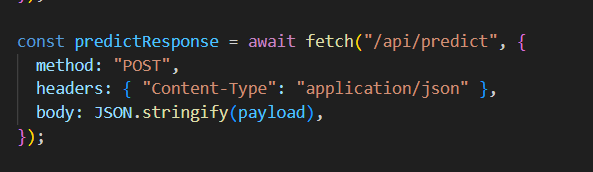 });
const predictResponse = await fetch("/api/predict", {
  method: "POST",
  headers: { "Content-Type": "application/json" },
  body: JSON.stringify(payload),
});